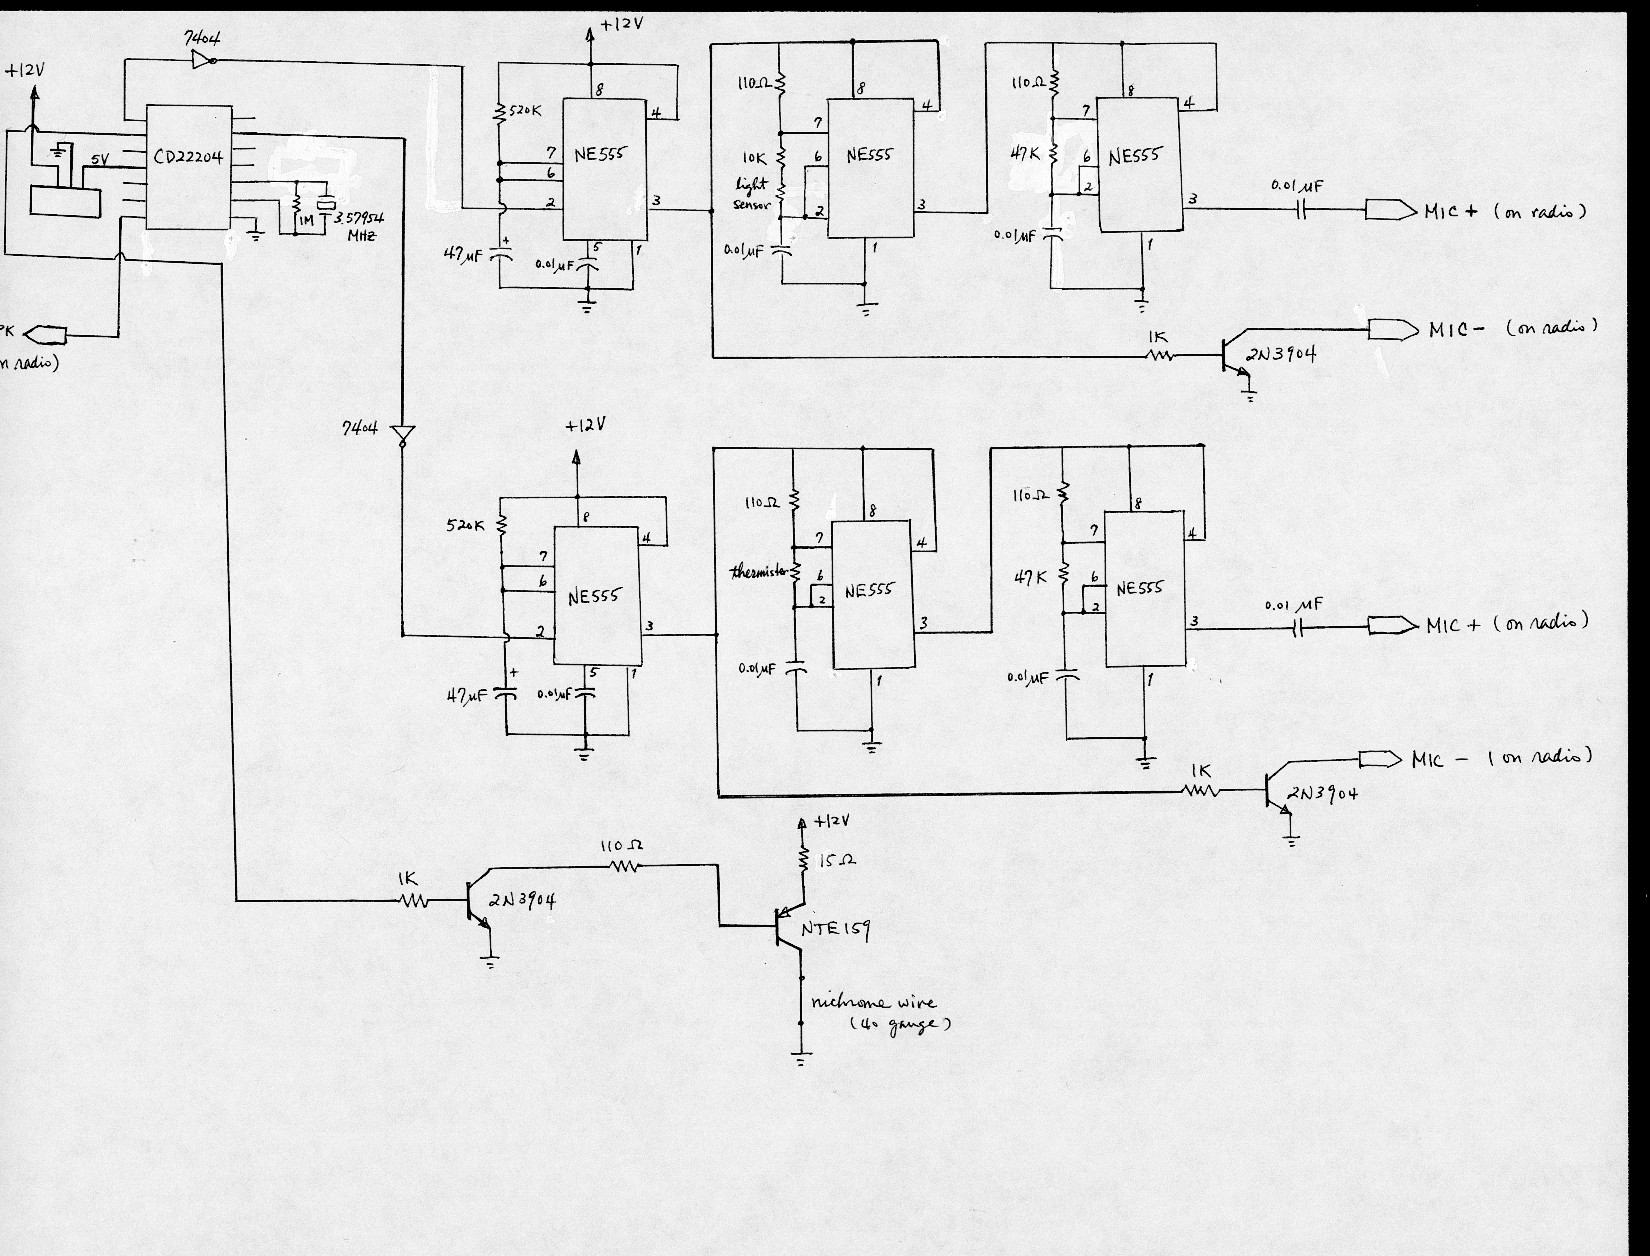 7404
+12V
CD22204
5V
1M
3.57954
MHZ
PK
n radio)
+12V
520K
8
4
7
6
2
NE555
3
5
1
47µF
+
0.01µF
110Ω
8
4
7
10K
light
sensor
6
2
NE555
3
0.01µF
1
110Ω
8
4
7
47K
6
2
NE555
3
0.01µF
1
0.01µF
MIC + (on radio)
1K
2N3904
MIC - (on radio)
7404
+12V
520K
8
4
7
6
2
NE555
3
5
1
+
47µF
0.01µF
110Ω
8
4
7
thermistor
6
2
NE555
3
0.01µF
1
110Ω
8
4
7
47K
6
2
NE555
3
0.01µF
1
0.01µF
MIC + (on radio)
1K
2N3904
MIC - (on radio)
1K
2N3904
110Ω
+12V
15Ω
NTE159
nichrome wire
(40 gauge)